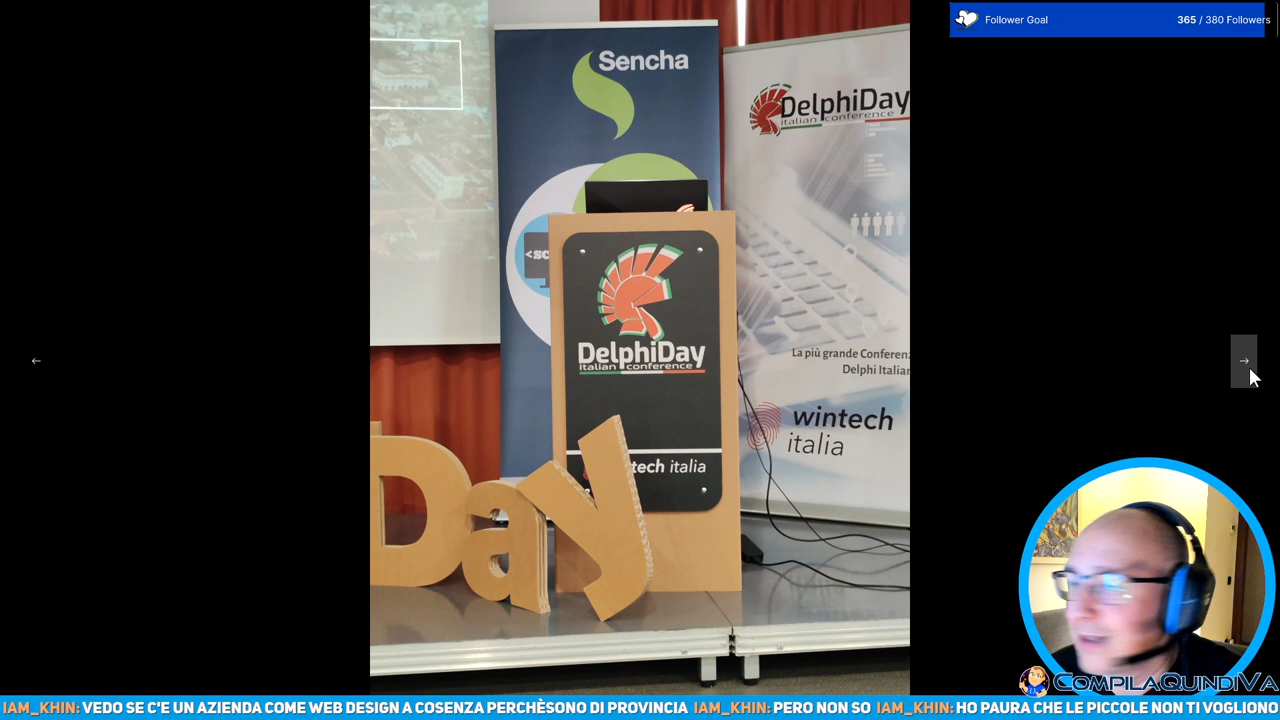 Follower Goal
365 / 380 Followers
Sencha
DelphiDay
italian conference
<sc
DelphiDay
italian conference
La più grande Conferenz
Delphi Italian
wintech
italia
tech italia
Day
COMPILAQUINDIVA
IAM_KHIN: VEDO SE C'E UN AZIENDA COME WEB DESIGN A COSENZA PERCHÈSONO DI PROVINCIA IAM_KHIN: PERO NON SO IAM_KHIN: HO PAURA CHE LE PICCOLE NON TI VOGLIONO